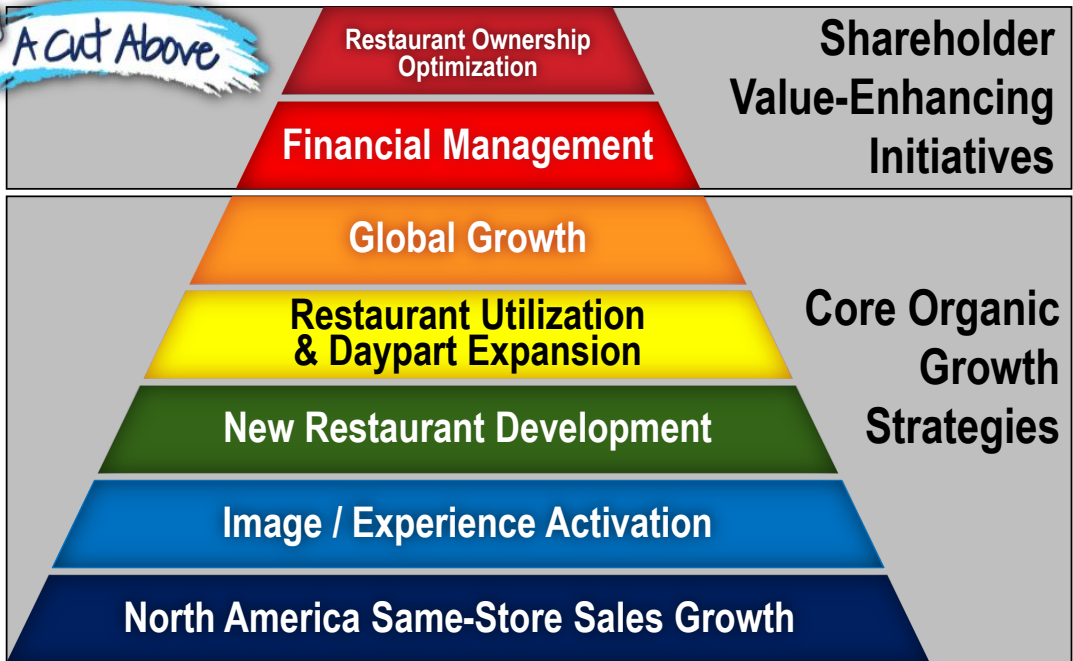 A Cut Above
Restaurant Ownership
Optimization
Shareholder
Value-Enhancing
Initiatives
Financial Management
Global Growth
Restaurant Utilization
& Daypart Expansion
Core Organic
Growth
Strategies
New Restaurant Development
Image / Experience Activation
North America Same-Store Sales Growth